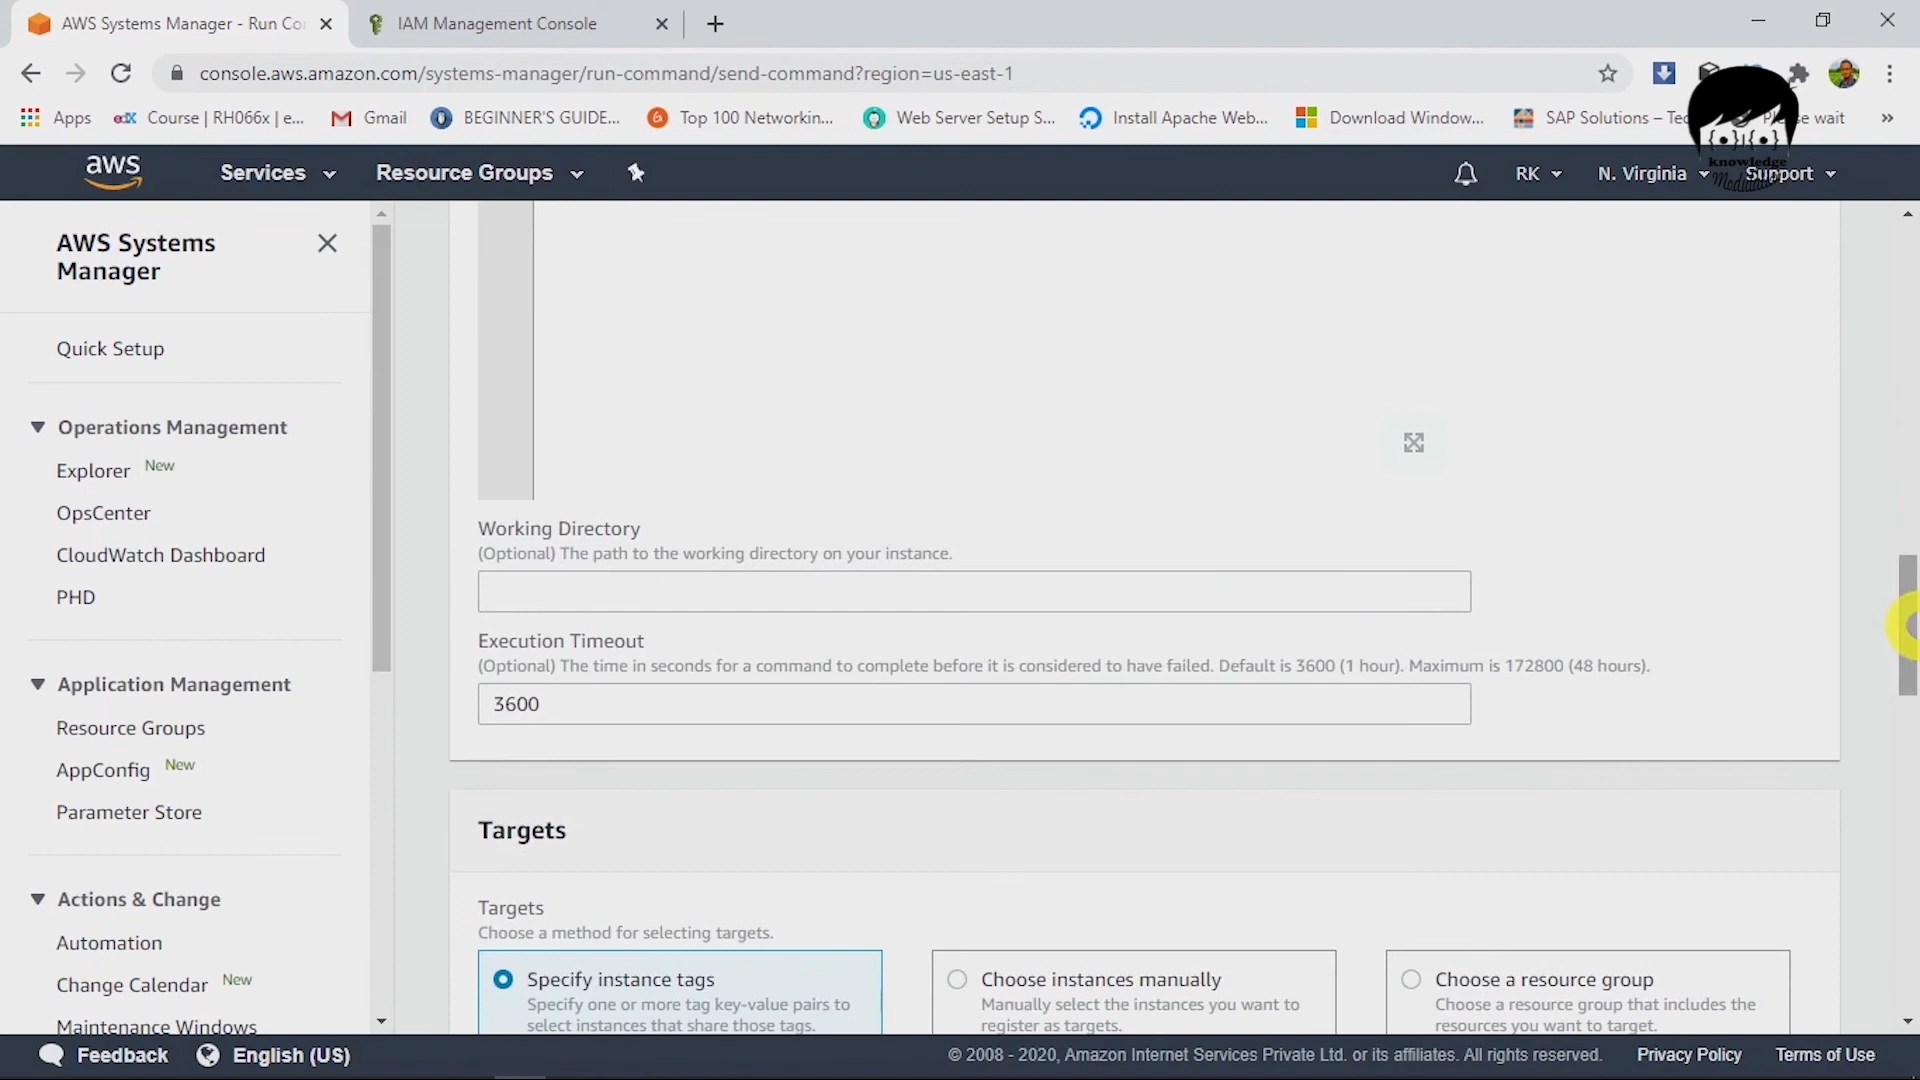 AWS Systems Manager - Run Co
IAM Management Console
console.aws.amazon.com/systems-manager/run-command/send-command?region=us-east-1
Apps
edX Course | RH066x | e...
Gmail
BEGINNER'S GUIDE...
Top 100 Networkin...
Web Server Setup S...
Install Apache Web...
Download Window...
SAP Solutions – Tec
wait
»
aws
Services
Resource Groups
RK
N. Virginia
Support
knowledge
AWS Systems
Manager
Quick Setup
Operations Management
Explorer New
OpsCenter
CloudWatch Dashboard
PHD
Application Management
Resource Groups
AppConfig New
Parameter Store
Actions & Change
Automation
Change Calendar New
Maintenance Windows
Working Directory
(Optional) The path to the working directory on your instance.
Execution Timeout
(Optional) The time in seconds for a command to complete before it is considered to have failed. Default is 3600 (1 hour). Maximum is 172800 (48 hours).
3600
Targets
Targets
Choose a method for selecting targets.
Specify instance tags
Specify one or more tag key-value pairs to
select instances that share those tags.
Choose instances manually
Manually select the instances you want to
register as targets.
Choose a resource group
Choose a resource group that includes the
resources you want to target.
Feedback
English (US)
© 2008 - 2020, Amazon Internet Services Private Ltd. or its affiliates. All rights reserved.
Privacy Policy
Terms of Use